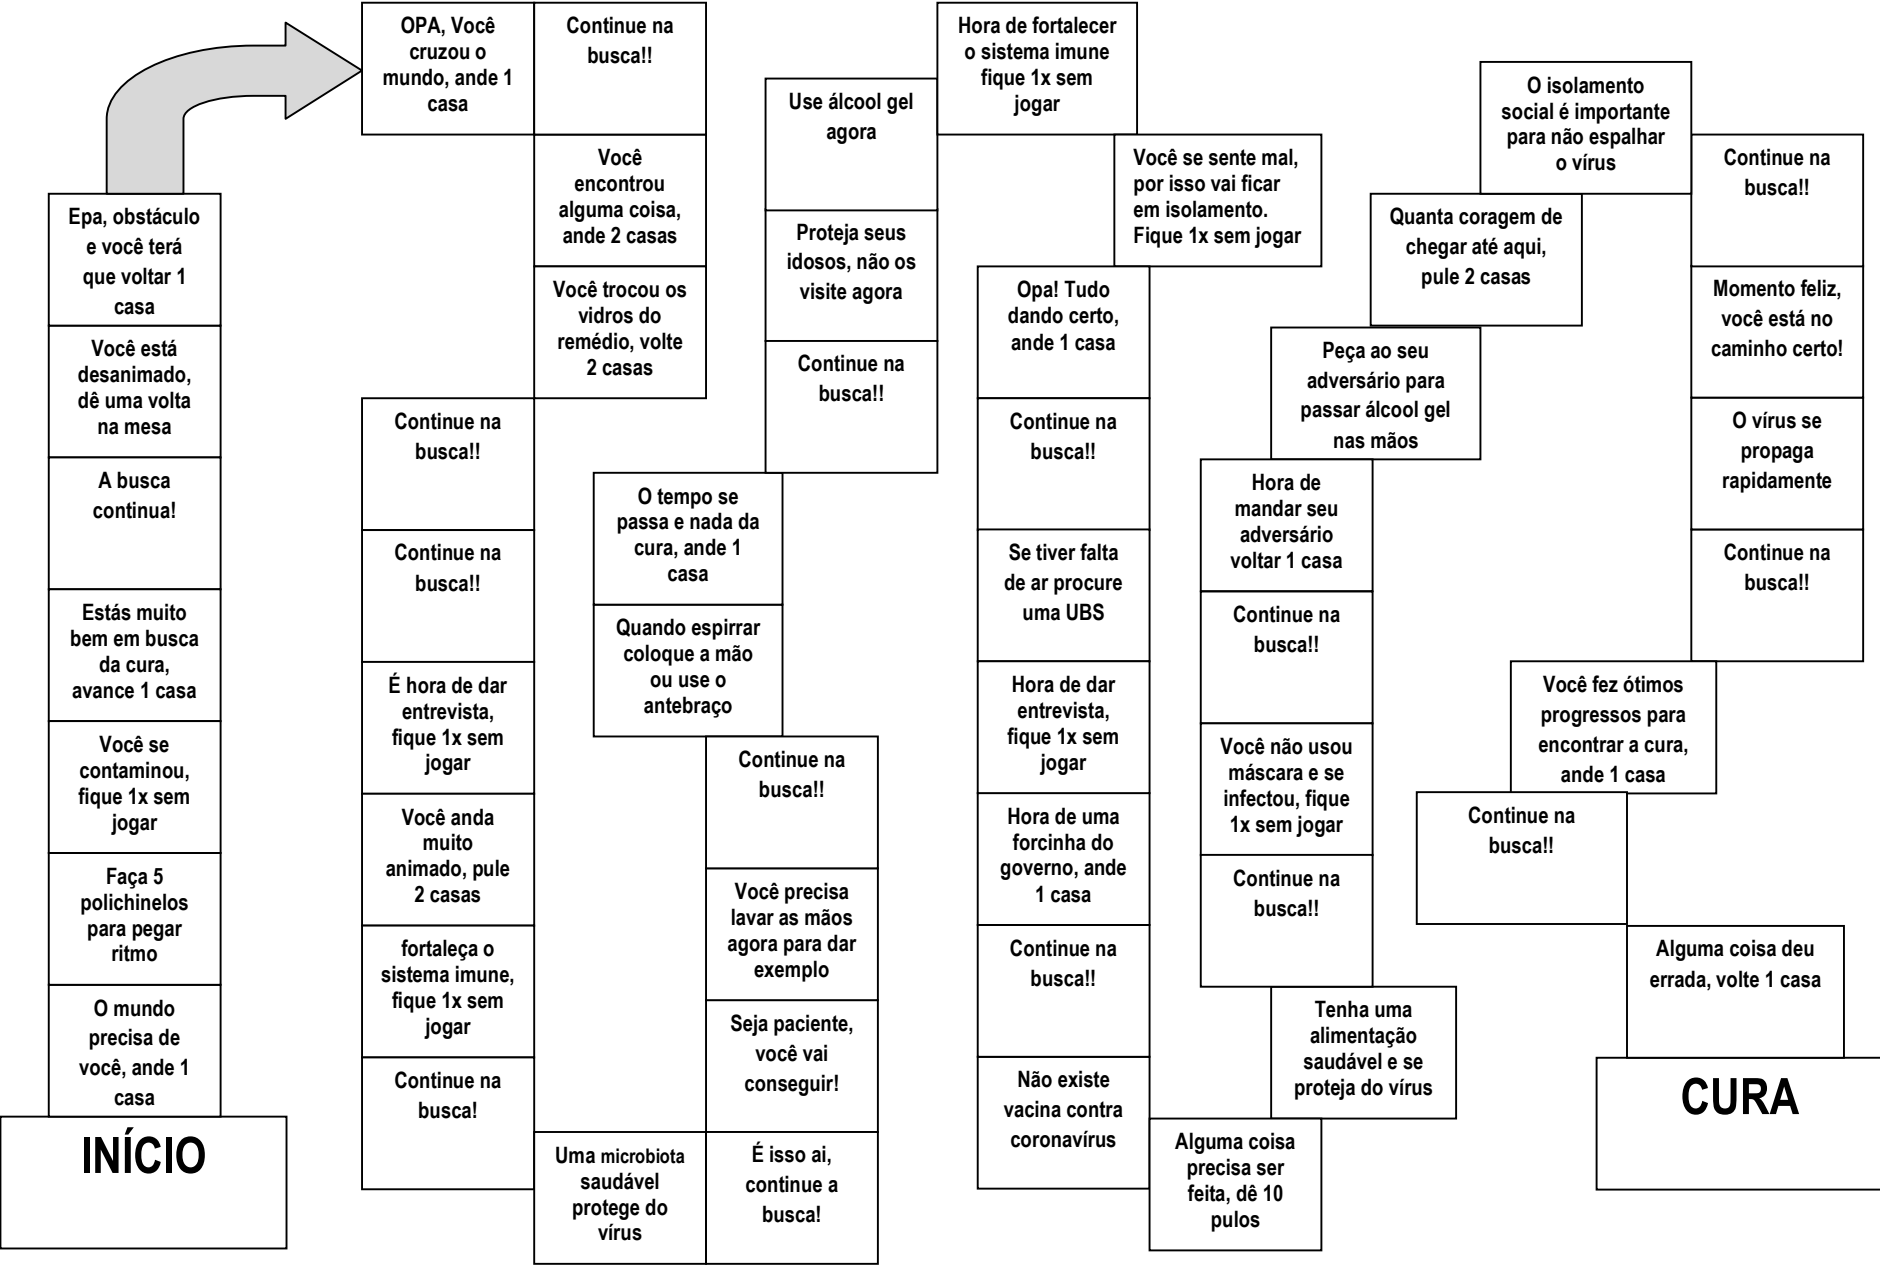 INÍCIO
O mundo
precisa de
você, ande 1
casa
Faça 5
polichinelos
para pegar
ritmo
Você se
contaminou,
fique 1x sem
jogar
Estás muito
bem em busca
da cura,
avance 1 casa
A busca
continua!
Você está
desanimado,
dê uma volta
na mesa
Epa, obstáculo
e você terá
que voltar 1
casa
OPA, Você
cruzou o
mundo, ande 1
casa
Continue na
busca!!
Você
encontrou
alguma coisa,
ande 2 casas
Você trocou os
vidros do
remédio, volte
2 casas
Continue na
busca!!
Continue na
busca!!
É hora de dar
entrevista,
fique 1x sem
jogar
Você anda
muito
animado, pule
2 casas
fortaleça o
sistema imune,
fique 1x sem
jogar
Continue na
busca!
Uma microbiota
saudável
protege do
vírus
É isso ai,
continue a
busca!
Seja paciente,
você vai
conseguir!
Você precisa
lavar as mãos
agora para dar
exemplo
Continue na
busca!!
Quando espirrar
coloque a mão
ou use o
antebraço
O tempo se
passa e nada da
cura, ande 1
casa
Continue na
busca!!
Proteja seus
idosos, não os
visite agora
Use álcool gel
agora
Hora de fortalecer
o sistema imune
fique 1x sem
jogar
Você se sente mal,
por isso vai ficar
em isolamento.
Fique 1x sem jogar
Opa! Tudo
dando certo,
ande 1 casa
Continue na
busca!!
Se tiver falta
de ar procure
uma UBS
Hora de dar
entrevista,
fique 1x sem
jogar
Hora de uma
forcinha do
governo, ande
1 casa
Continue na
busca!!
Não existe
vacina contra
coronavírus
Alguma coisa
precisa ser
feita, dê 10
pulos
Tenha uma
alimentação
saudável e se
proteja do vírus
Continue na
busca!!
Você não usou
máscara e se
infectou, fique
1x sem jogar
Continue na
busca!!
Hora de
mandar seu
adversário
voltar 1 casa
Peça ao seu
adversário para
passar álcool gel
nas mãos
Quanta coragem de
chegar até aqui,
pule 2 casas
O isolamento
social é importante
para não espalhar
o vírus
Continue na
busca!!
Momento feliz,
você está no
caminho certo!
O vírus se
propaga
rapidamente
Continue na
busca!!
Você fez ótimos
progressos para
encontrar a cura,
ande 1 casa
Continue na
busca!!
Alguma coisa deu
errada, volte 1 casa
CURA